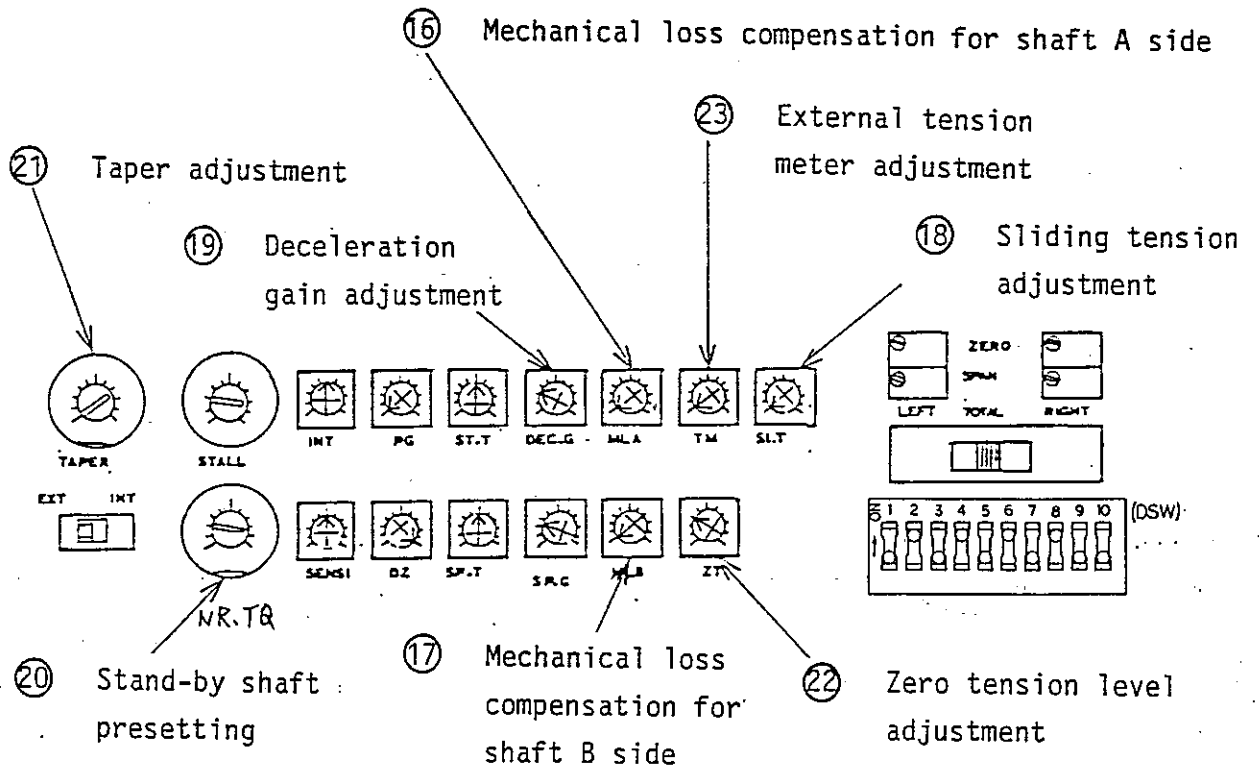 16 Mechanical loss compensation for shaft A side
23 External tension
meter adjustment
21 Taper adjustment
19 Deceleration
gain adjustment
18 Sliding tension
adjustment
ZERO
SPAN
LEFT TOTAL RIGHT
INT PG ST.T DEC.G MLA TM SL.T
TAPER STALL
EXT INT
ON 1 2 3 4 5 6 7 8 9 10 (DSW)
SENSI DZ SP.T ZT
NR.TQ
20 Stand-by shaft
presetting
17 Mechanical loss
compensation for
shaft B side
22 Zero tension level
adjustment